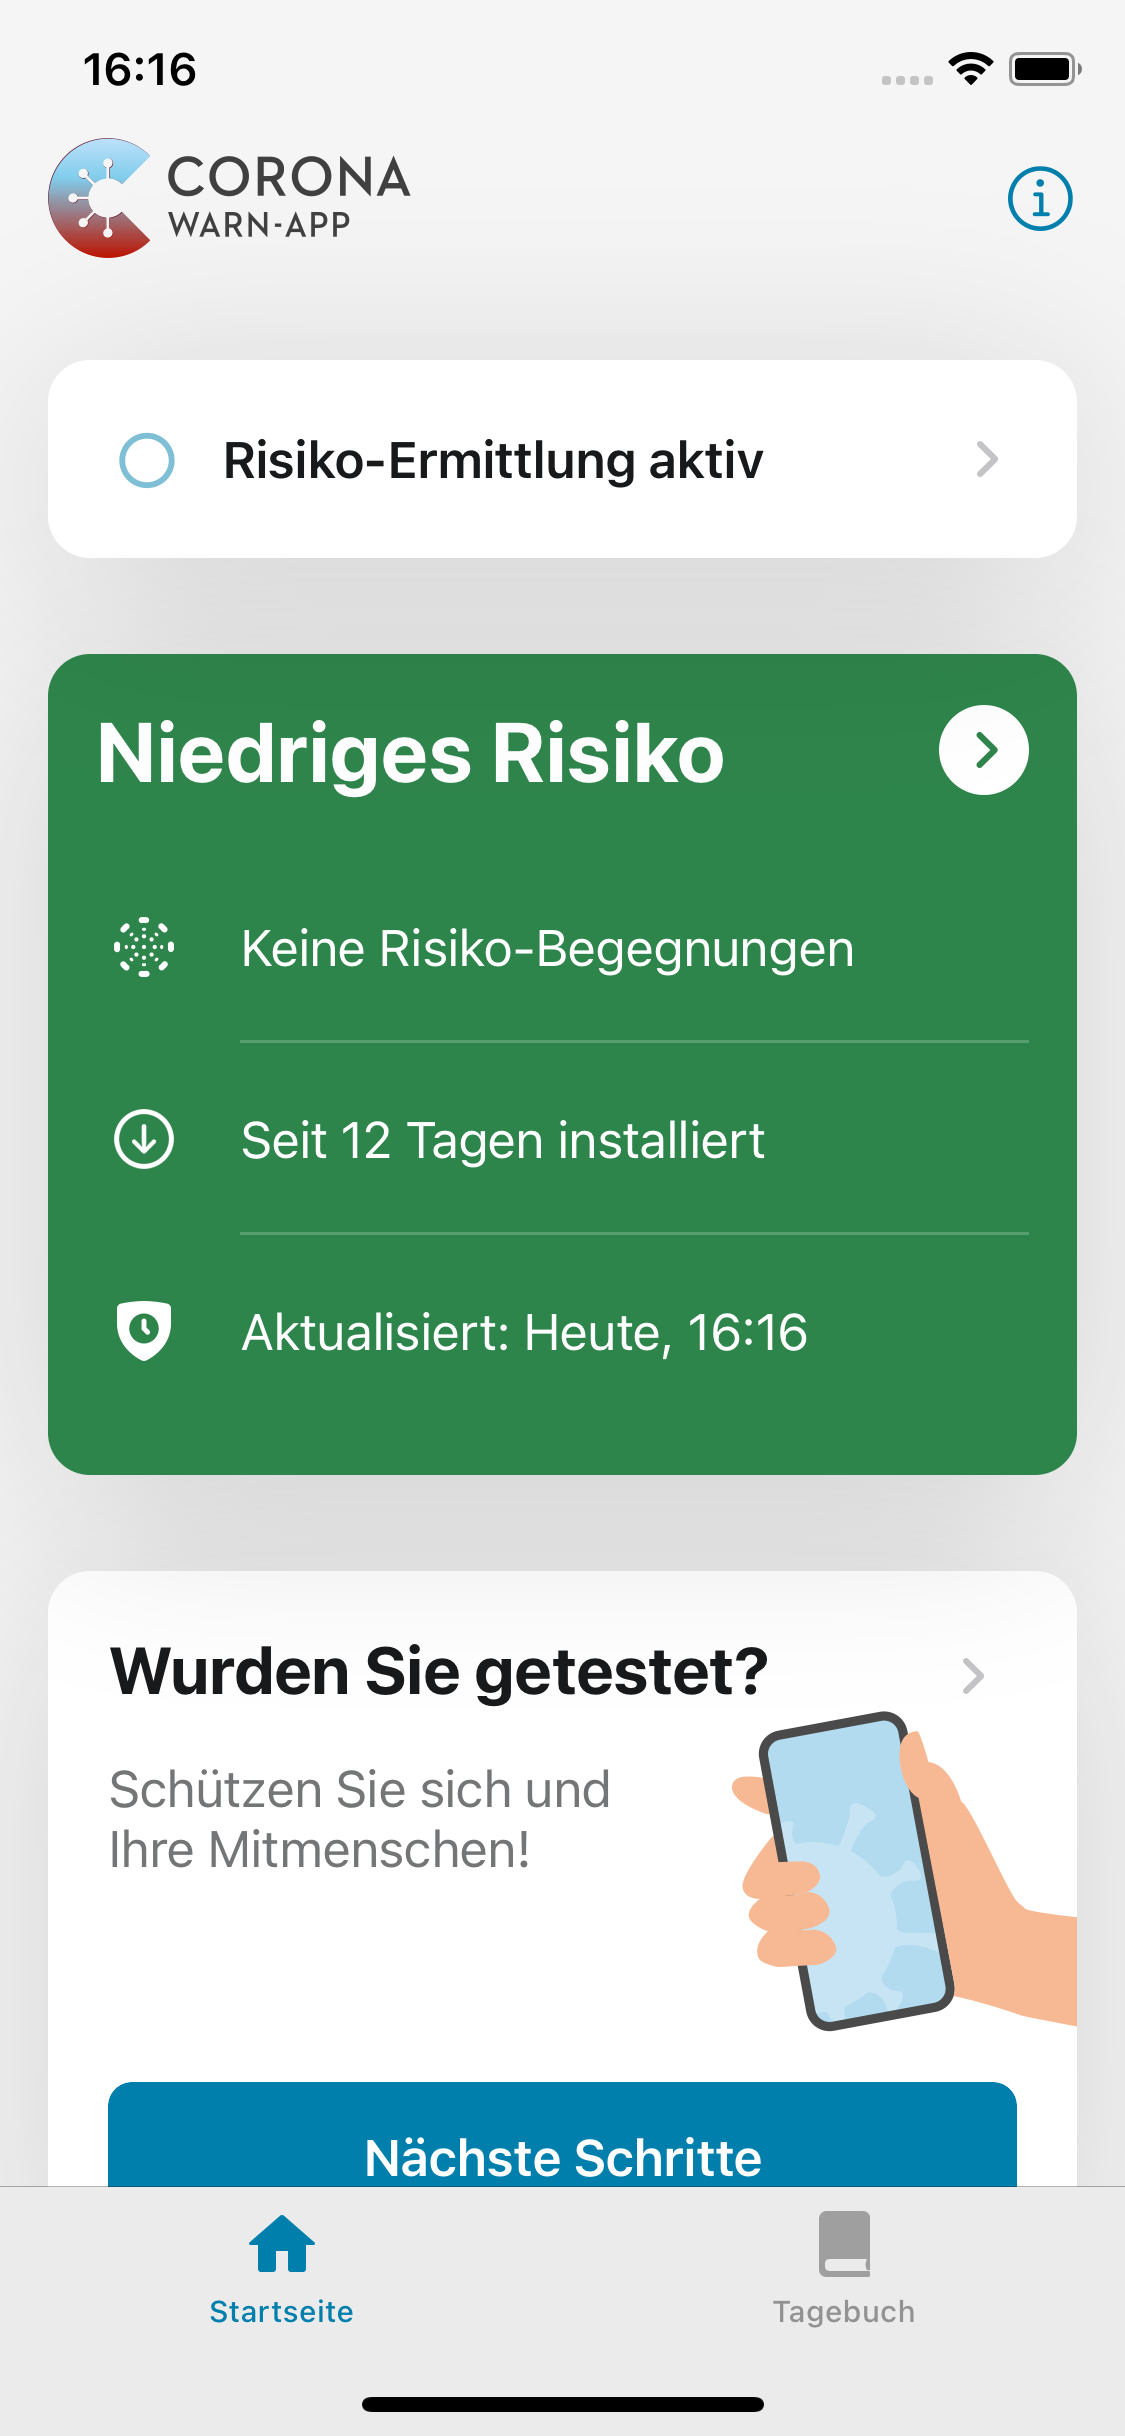 16:16
CORONA
WARN-APP
Risiko-Ermittlung aktiv
Niedriges Risiko
Keine Risiko-Begegnungen
Seit 12 Tagen installiert
Aktualisiert: Heute, 16:16
Wurden Sie getestet?
Schützen Sie sich und
Ihre Mitmenschen!
Nächste Schritte
Startseite
Tagebuch